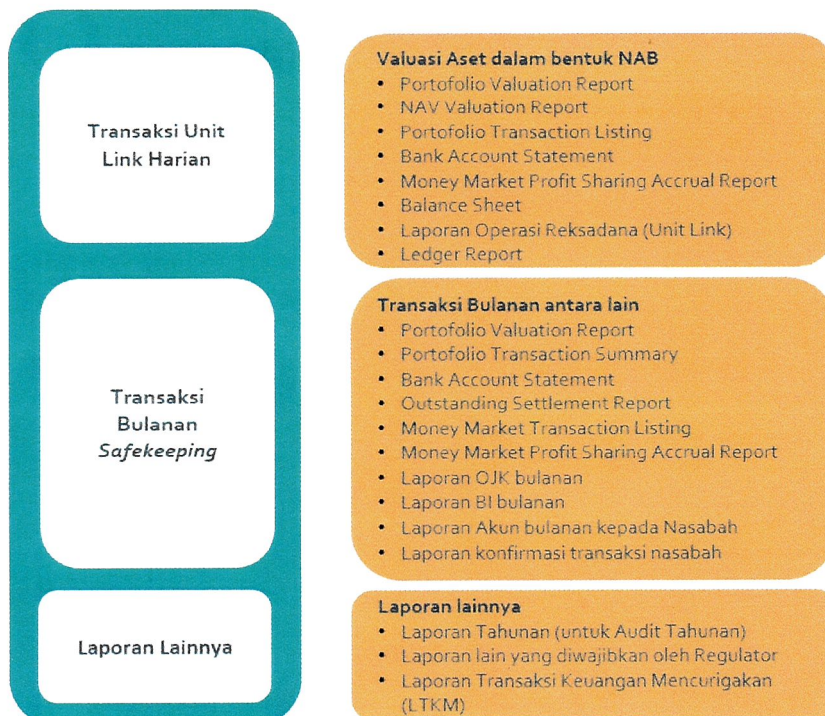 Transaksi Unit
Link Harian
Valuasi Aset dalam bentuk NAB
• Portofolio Valuation Report
• NAV Valuation Report
• Portofolio Transaction Listing
• Bank Account Statement
• Money Market Profit Sharing Accrual Report
• Balance Sheet
• Laporan Operasi Reksadana (Unit Link)
• Ledger Report
Transaksi
Bulanan
Safekeeping
Transaksi Bulanan antara lain
• Portofolio Valuation Report
• Portofolio Transaction Summary
• Bank Account Statement
• Outstanding Settlement Report
• Money Market Transaction Listing
• Money Market Profit Sharing Accrual Report
• Laporan OJK bulanan
• Laporan BI bulanan
• Laporan Akun bulanan kepada Nasabah
• Laporan konfirmasi transaksi nasabah
Laporan Lainnya
Laporan lainnya
• Laporan Tahunan (untuk Audit Tahunan)
• Laporan lain yang diwajibkan oleh Regulator
• Laporan Transaksi Keuangan Mencurigakan
(LTKM)